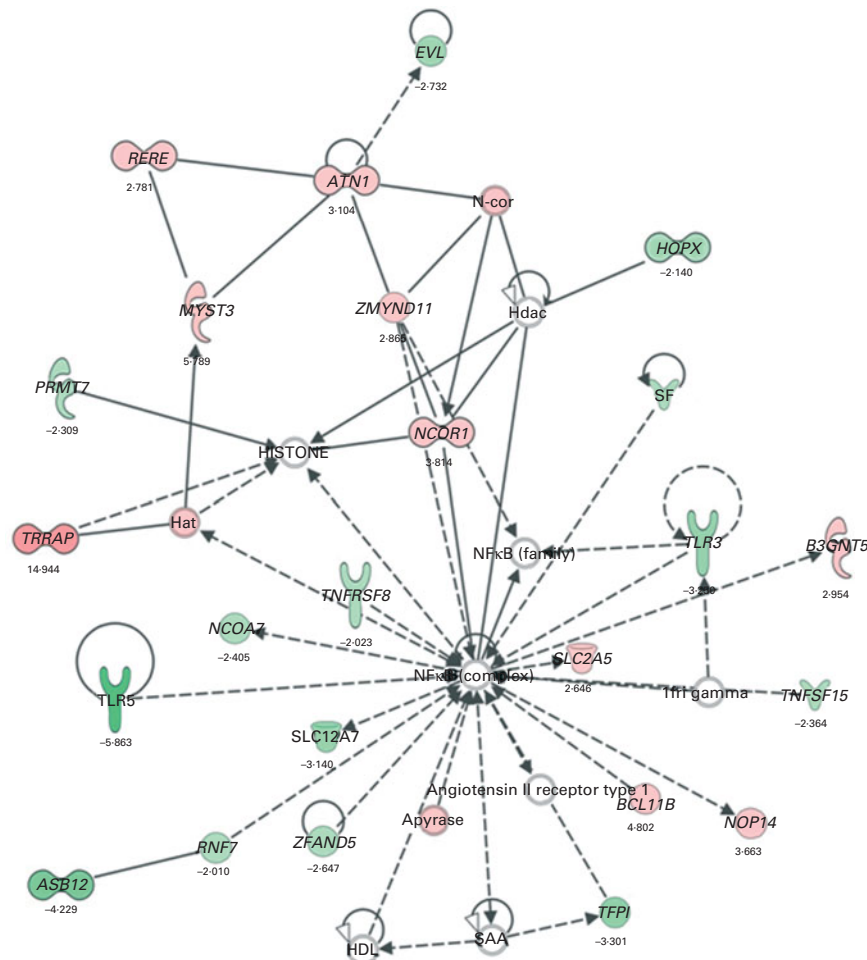 EVL
−2·732
RERE
2·781
ATN1
3·104
N-cor
HOPX
−2·140
MYST3
5·789
ZMYND11
2·865
Hdac
PRMT7
−2·309
SF
NCOR1
3·814
HISTONE
TRRAP
14·944
Hat
NFκB (family)
TLR3
B3GNT5
2·954
TNFRSF8
−2·023
NCOA7
−2·405
SLC2A5
2·646
NFκB (complex)
TLR5
−5·863
Ifn gamma
TNFSF15
−2·364
SLC12A7
−3·140
Angiotensin II receptor type 1
BCL11B
4·802
Apyrase
NOP14
3·663
RNF7
−2·010
ZFAND5
−2·647
ASB12
−4·229
TFPI
−3·301
HDL
SAA